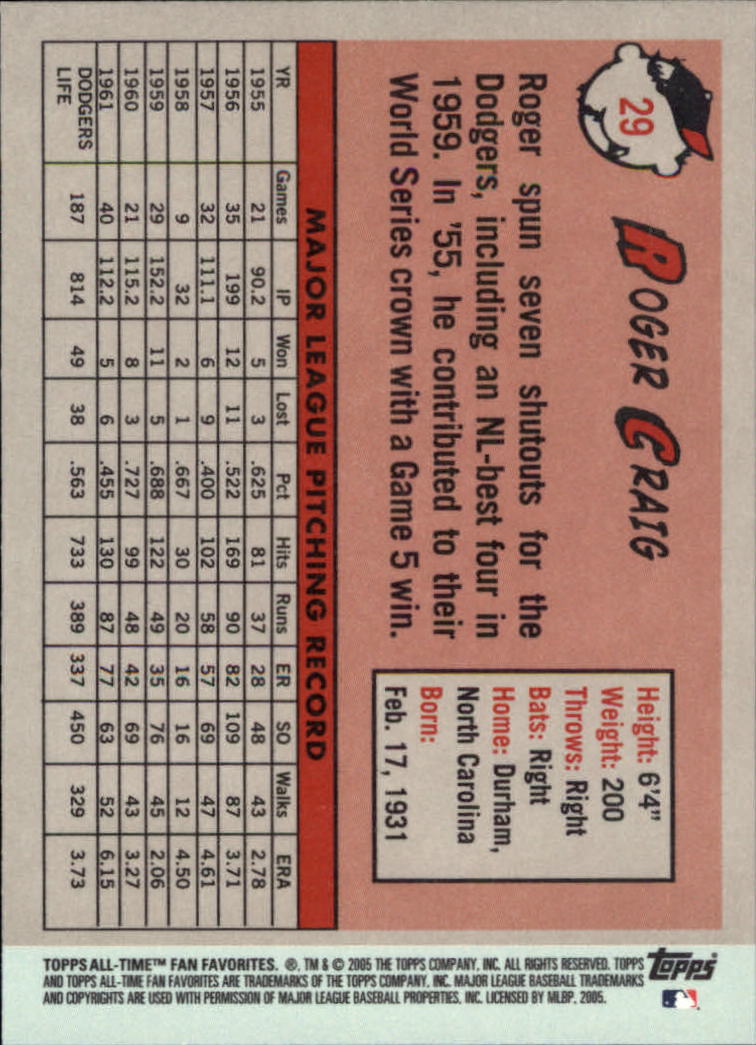 29
ROGER CRAIG
Roger spun seven shutouts for the
Dodgers, including an NL-best four in
1959. In '55, he contributed to their
World Series crown with a Game 5 win.
Height: 6'4"
Weight: 200
Throws: Right
Bats: Right
Home: Durham,
North Carolina
Born:
Feb. 17, 1931
MAJOR LEAGUE PITCHING RECORD
YR Games IP Won Lost Pct Hits Runs ER SO Walks ERA
1955 21 90.2 5 3 .625 81 37 28 48 43 2.78
1956 35 199 12 11 .522 169 90 82 109 87 3.71
1957 32 111.1 6 9 .400 102 58 57 69 47 4.61
1958 9 32 2 1 .667 30 20 16 16 12 4.50
1959 29 152.2 11 5 .688 122 49 35 76 45 2.06
1960 21 115.2 8 3 .727 99 48 42 69 43 3.27
1961 40 112.2 5 6 .455 130 87 77 63 52 6.15
DODGERS
LIFE 187 814 49 38 .563 733 389 337 450 329 3.73
TOPPS ALL-TIME™ FAN FAVORITES. ®, TM & © 2005 THE TOPPS COMPANY, INC. ALL RIGHTS RESERVED. TOPPS
AND TOPPS ALL-TIME FAN FAVORITES ARE TRADEMARKS OF THE TOPPS COMPANY, INC. MAJOR LEAGUE BASEBALL TRADEMARKS
AND COPYRIGHTS ARE USED WITH PERMISSION OF MAJOR LEAGUE BASEBALL PROPERTIES, INC. LICENSED BY MLBP, 2005.
topps